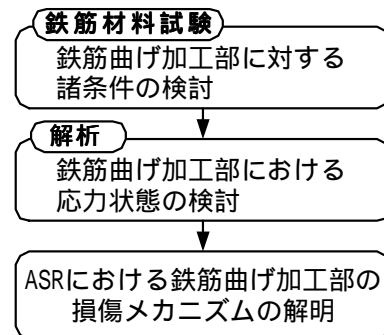 鉄筋材料試験
鉄筋曲げ加工部に対する
諸条件の検討
解析
鉄筋曲げ加工部における
応力状態の検討
ASRにおける鉄筋曲げ加工部の
損傷メカニズムの解明